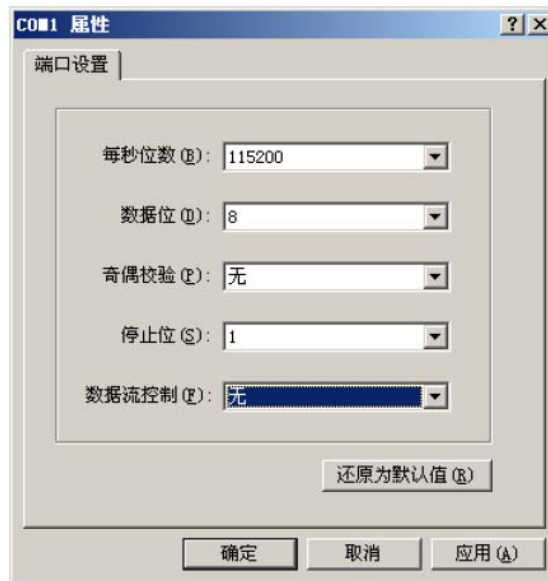 COM1 属性
端口设置
每秒位数(B): 115200
数据位(D): 8
奇偶校验(P): 无
停止位(S): 1
数据流控制(F): 无
还原为默认值(R)
确定 取消 应用(A)